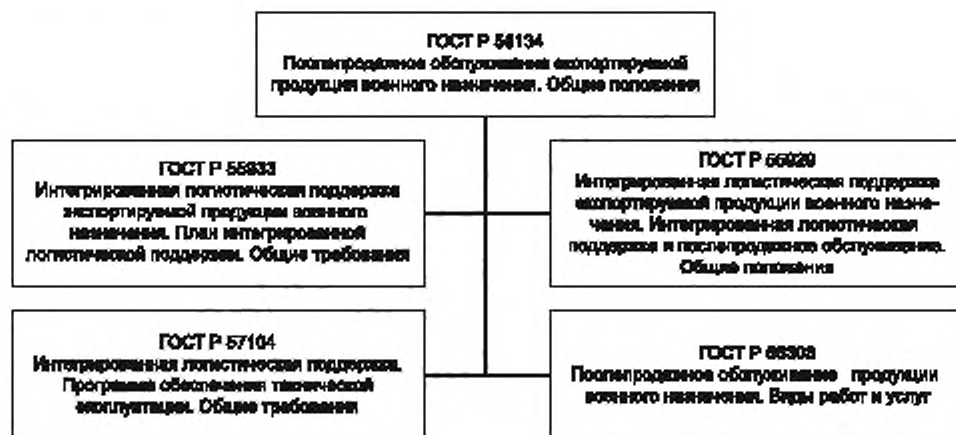 ГОСТ Р 56134
Послепродажное обслуживание экспортируемой
продукции военного назначения. Общие положения
ГОСТ Р 55933
Интегрированная логистическая поддержка
экспортируемой продукции военного
назначения. План интегрированной
логистической поддержки. Общие требования
ГОСТ Р 55929
Интегрированная логистическая поддержка
экспортируемой продукции военного назна-
чения. Интегрированная логистическая
поддержка и послепродажное обслуживание.
Общие положения
ГОСТ Р 57104
Интегрированная логистическая поддержка.
Программа обеспечения технической
эксплуатации. Общие требования
ГОСТ Р
Послепродажное обслуживание продукции
военного назначения. Виды работ и услуг